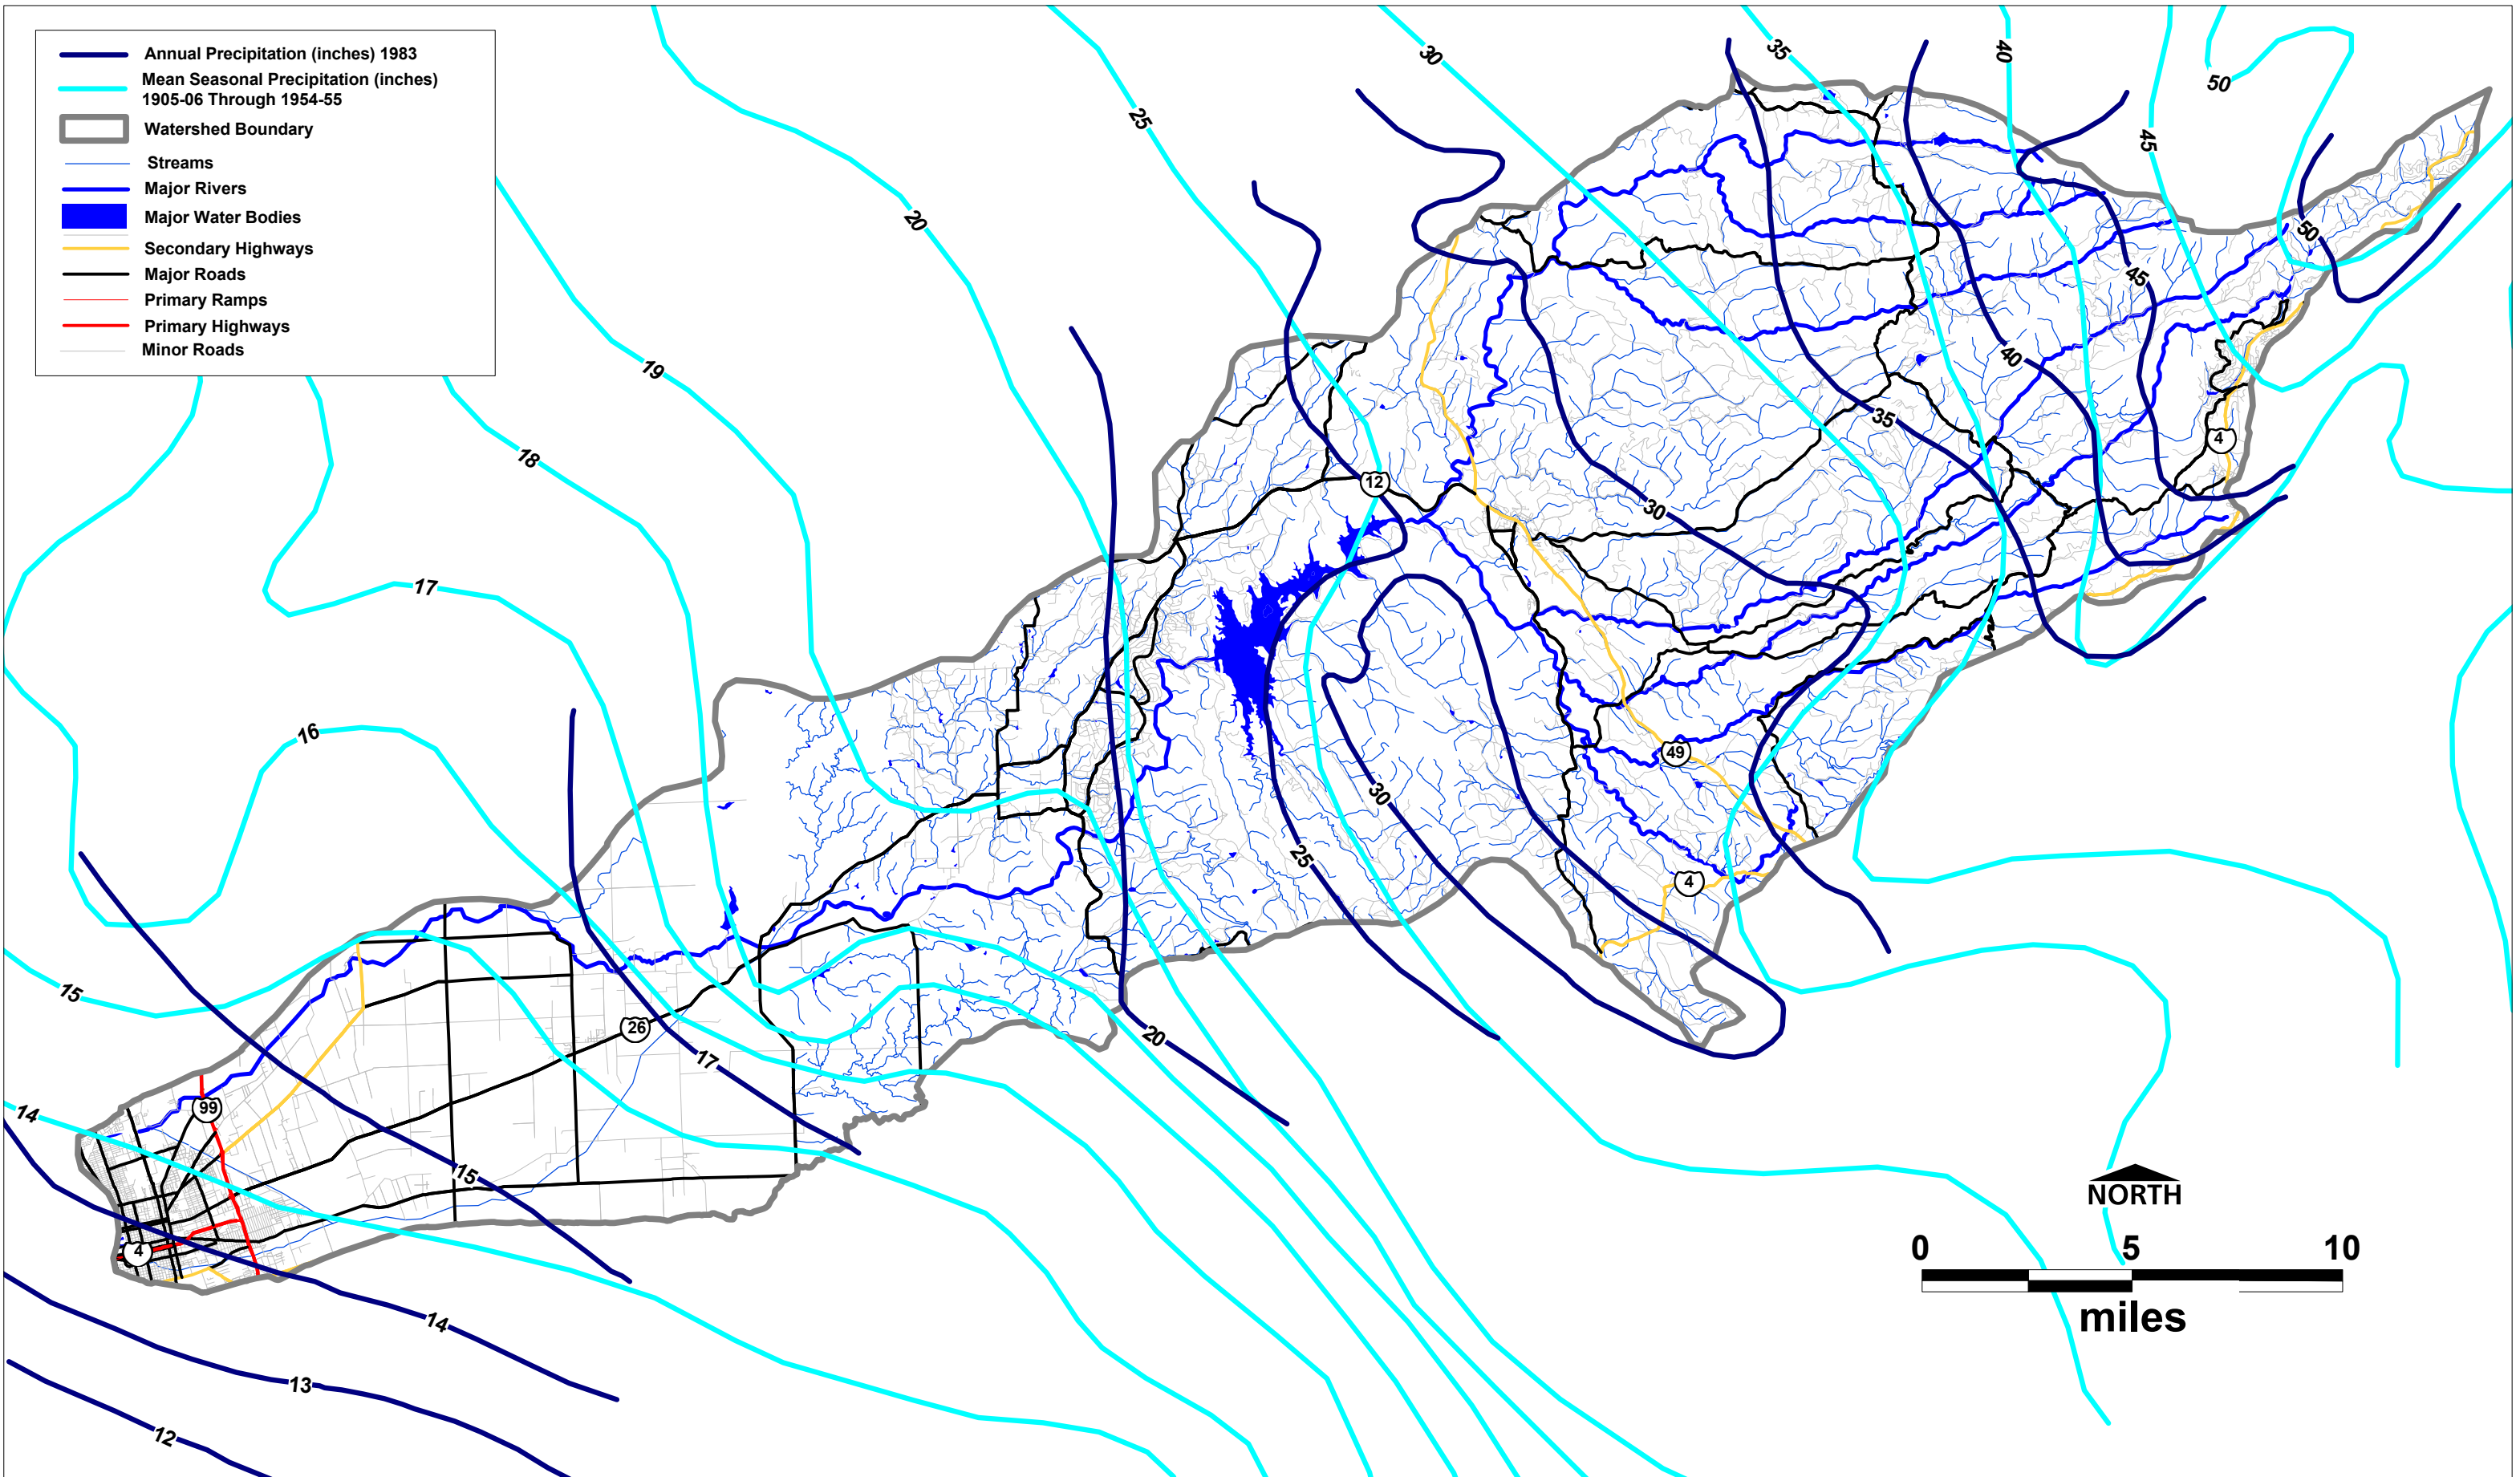 Annual Precipitation (inches) 1983
Mean Seasonal Precipitation (inches)
1905-06 Through 1954-55
Watershed Boundary
Streams
Major Rivers
Major Water Bodies
Secondary Highways
Major Roads
Primary Ramps
Primary Highways
Minor Roads
30
35
40
50
45
25
20
19
18
17
16
15
14
50
45
40
35
30
12
4
49
4
30
25
20
26
17
99
15
4
14
13
12
NORTH
0 5 10
miles